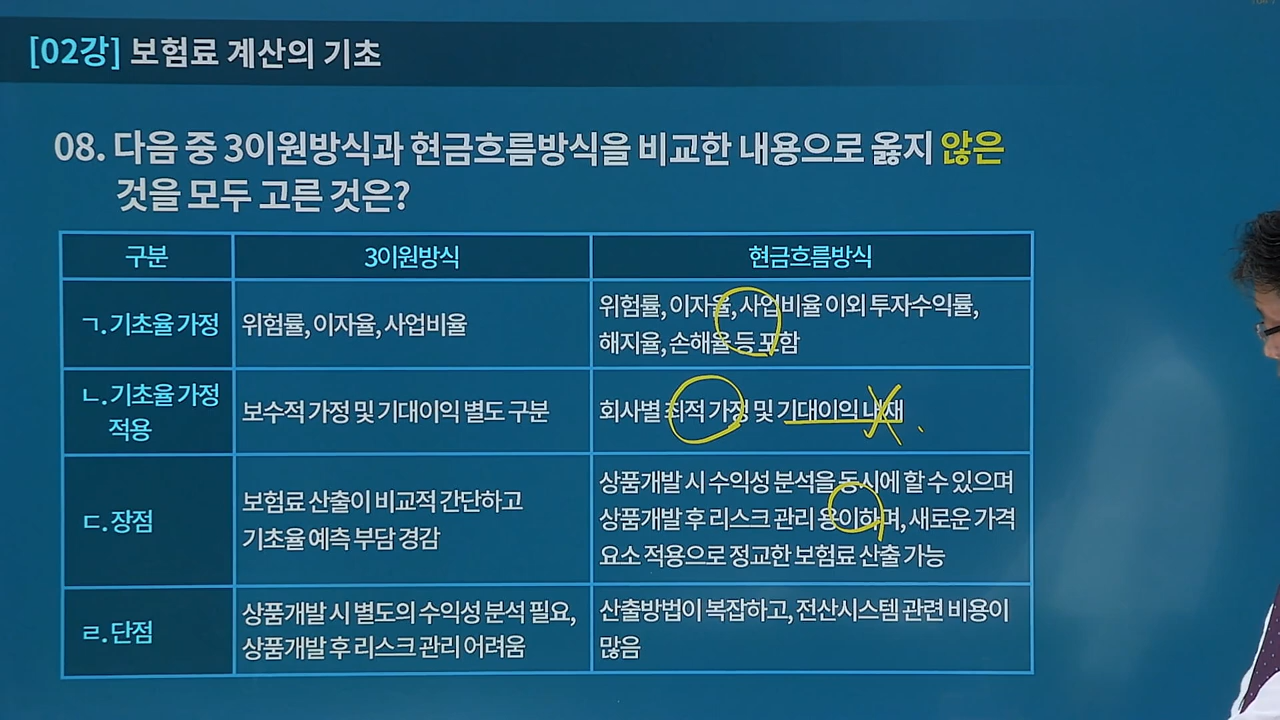 [02강] 보험료 계산의 기초
08. 다음 중 3이원방식과 현금흐름방식을 비교한 내용으로 옳지 않은
것을 모두 고른 것은?
구분
3이원방식
현금흐름방식
ㄱ. 기초율 가정
위험률, 이자율, 사업비율
위험률, 이자율, 사업비율 이외 투자수익률,
해지율, 손해율 등 포함
ㄴ. 기초율 가정
적용
보수적 가정 및 기대이익 별도 구분
회사별 최적 가정 및 기대이익 내재
ㄷ. 장점
보험료 산출이 비교적 간단하고
기초율 예측 부담 경감
상품개발 시 수익성 분석을 동시에 할 수 있으며
상품개발 후 리스크 관리 용이하며, 새로운 가격
요소 적용으로 정교한 보험료 산출 가능
ㄹ. 단점
상품개발 시 별도의 수익성 분석 필요,
상품개발 후 리스크 관리 어려움
산출방법이 복잡하고, 전산시스템 관련 비용이
많음